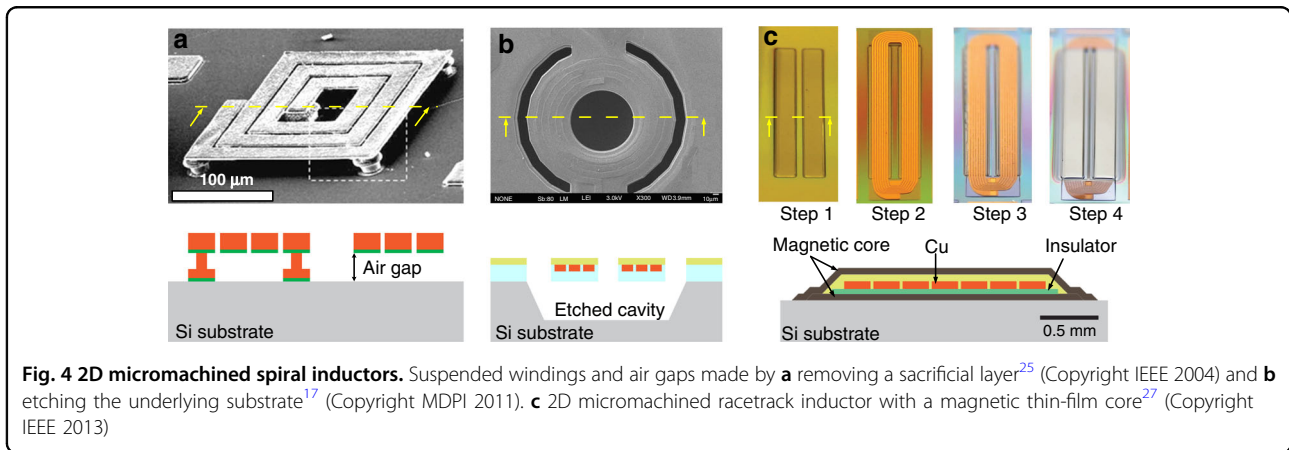 a
b
c
100 µm
NONE Sb:80 LM LEI 3.0kV X300 WD3.9mm 10µm
Step 1 Step 2 Step 3 Step 4
Air gap
Si substrate
Etched cavity
Si substrate
Magnetic core
Cu
Insulator
Si substrate
0.5 mm
Fig. 4 2D micromachined spiral inductors. Suspended windings and air gaps made by a removing a sacrificial layer25 (Copyright IEEE 2004) and b
etching the underlying substrate17 (Copyright MDPI 2011). c 2D micromachined racetrack inductor with a magnetic thin-film core27 (Copyright
IEEE 2013)